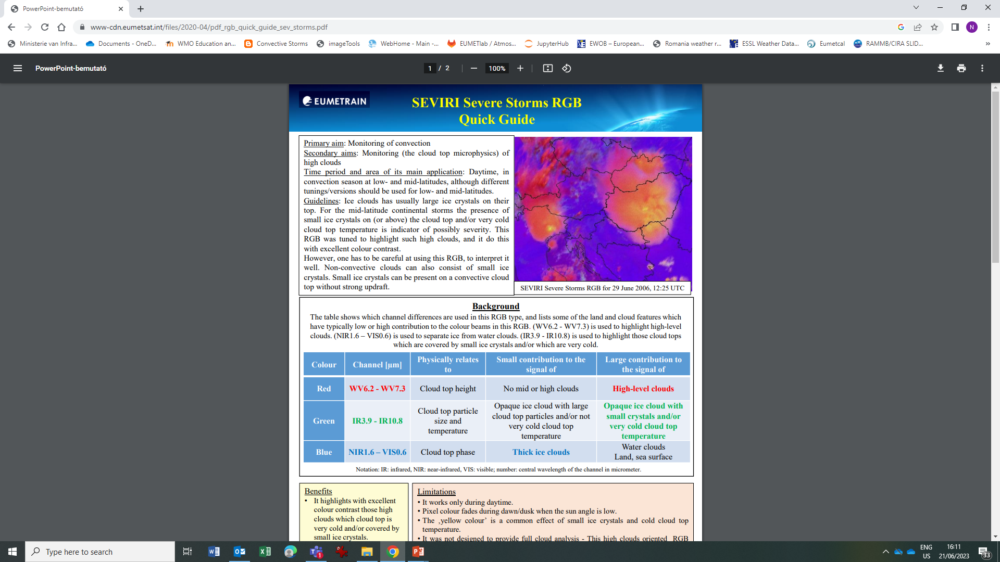 PowerPoint-bemutató
www-cdn.eumetsat.int/files/2020-04/pdf_rgb_quick_guide_sev_storms.pdf
N
Ministerie van Infra...
Documents - OneD...
WMO Education an...
Convective Storms
imageTools
WebHome - Main -...
EUMETlab / Atmos...
JupyterHub
EWOB – European...
Romania weather r...
ESSL Weather Data...
Eumetcal
RAMMB/CIRA SLID...
PowerPoint-bemutató
1 / 2
100%
EUMETRAIN
SEVIRI Severe Storms RGB
Quick Guide
Primary aim: Monitoring of convection
Secondary aims: Monitoring (the cloud top microphysics) of
high clouds
Time period and area of its main application: Daytime, in
convection season at low- and mid-latitudes, although different
tunings/versions should be used for low- and mid-latitudes.
Guidelines: Ice clouds has usually large ice crystals on their
top. For the mid-latitude continental storms the presence of
small ice crystals on (or above) the cloud top and/or very cold
cloud top temperature is indicator of possibly severity. This
RGB was tuned to highlight such high clouds, and it do this
with excellent colour contrast.
However, one has to be careful at using this RGB, to interpret it
well. Non-convective clouds can also consist of small ice
crystals. Small ice crystals can be present on a convective cloud
top without strong updraft.
SEVIRI Severe Storms RGB for 29 June 2006, 12:25 UTC
Background
The table shows which channel differences are used in this RGB type, and lists some of the land and cloud features which
have typically low or high contribution to the colour beams in this RGB. (WV6.2 - WV7.3) is used to highlight high-level
clouds. (NIR1.6 – VIS0.6) is used to separate ice from water clouds. (IR3.9 - IR10.8) is used to highlight those cloud tops
which are covered by small ice crystals and/or which are very cold.
Colour
Channel [µm]
Physically relates
to
Small contribution to the
signal of
Large contribution to
the signal of
Red
WV6.2 - WV7.3
Cloud top height
No mid or high clouds
High-level clouds
Green
IR3.9 - IR10.8
Cloud top particle
size and
temperature
Opaque ice cloud with large
cloud top particles and/or not
very cold cloud top
temperature
Opaque ice cloud with
small crystals and/or
very cold cloud top
temperature
Blue
NIR1.6 – VIS0.6
Cloud top phase
Thick ice clouds
Water clouds
Land, sea surface
Notation: IR: infrared, NIR: near-infrared, VIS: visible; number: central wavelength of the channel in micrometer.
Benefits
• It highlights with excellent
colour contrast those high
clouds which cloud top is
very cold and/or covered by
small ice crystals.
Limitations
• It works only during daytime.
• Pixel colour fades during dawn/dusk when the sun angle is low.
• The ‚yellow colour’ is a common effect of small ice crystals and cold cloud top
temperature.
• It was not designed to provide full cloud analysis - This high clouds oriented RGB
Type here to search
ENG
US
16:11
21/06/2023
33